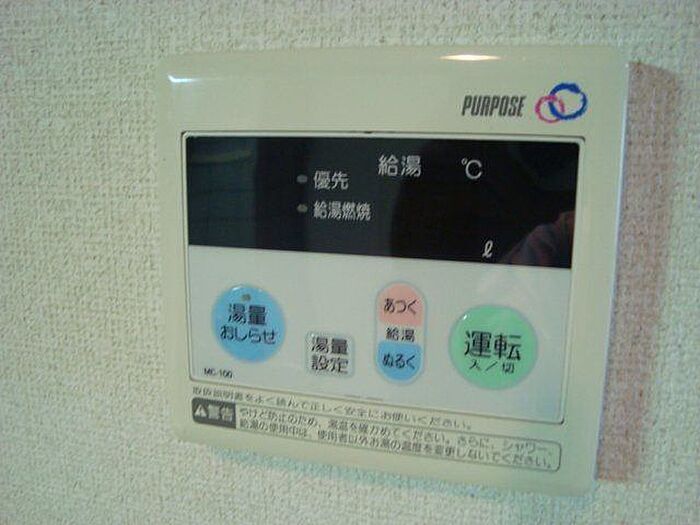 PURPOSE
給湯 ℃
優先
給湯燃焼
ℓ
湯量
おしらせ
湯量
設定
あつく
給湯
ぬるく
運転
入／切
MC-100
取扱説明書をよく読んで正しく安全にお使いください。
警告
やけど防止のため、湯温を確かめてください。さらに、シャワー、
給湯の使用中は、使用者以外お湯の温度を変更しないでください。